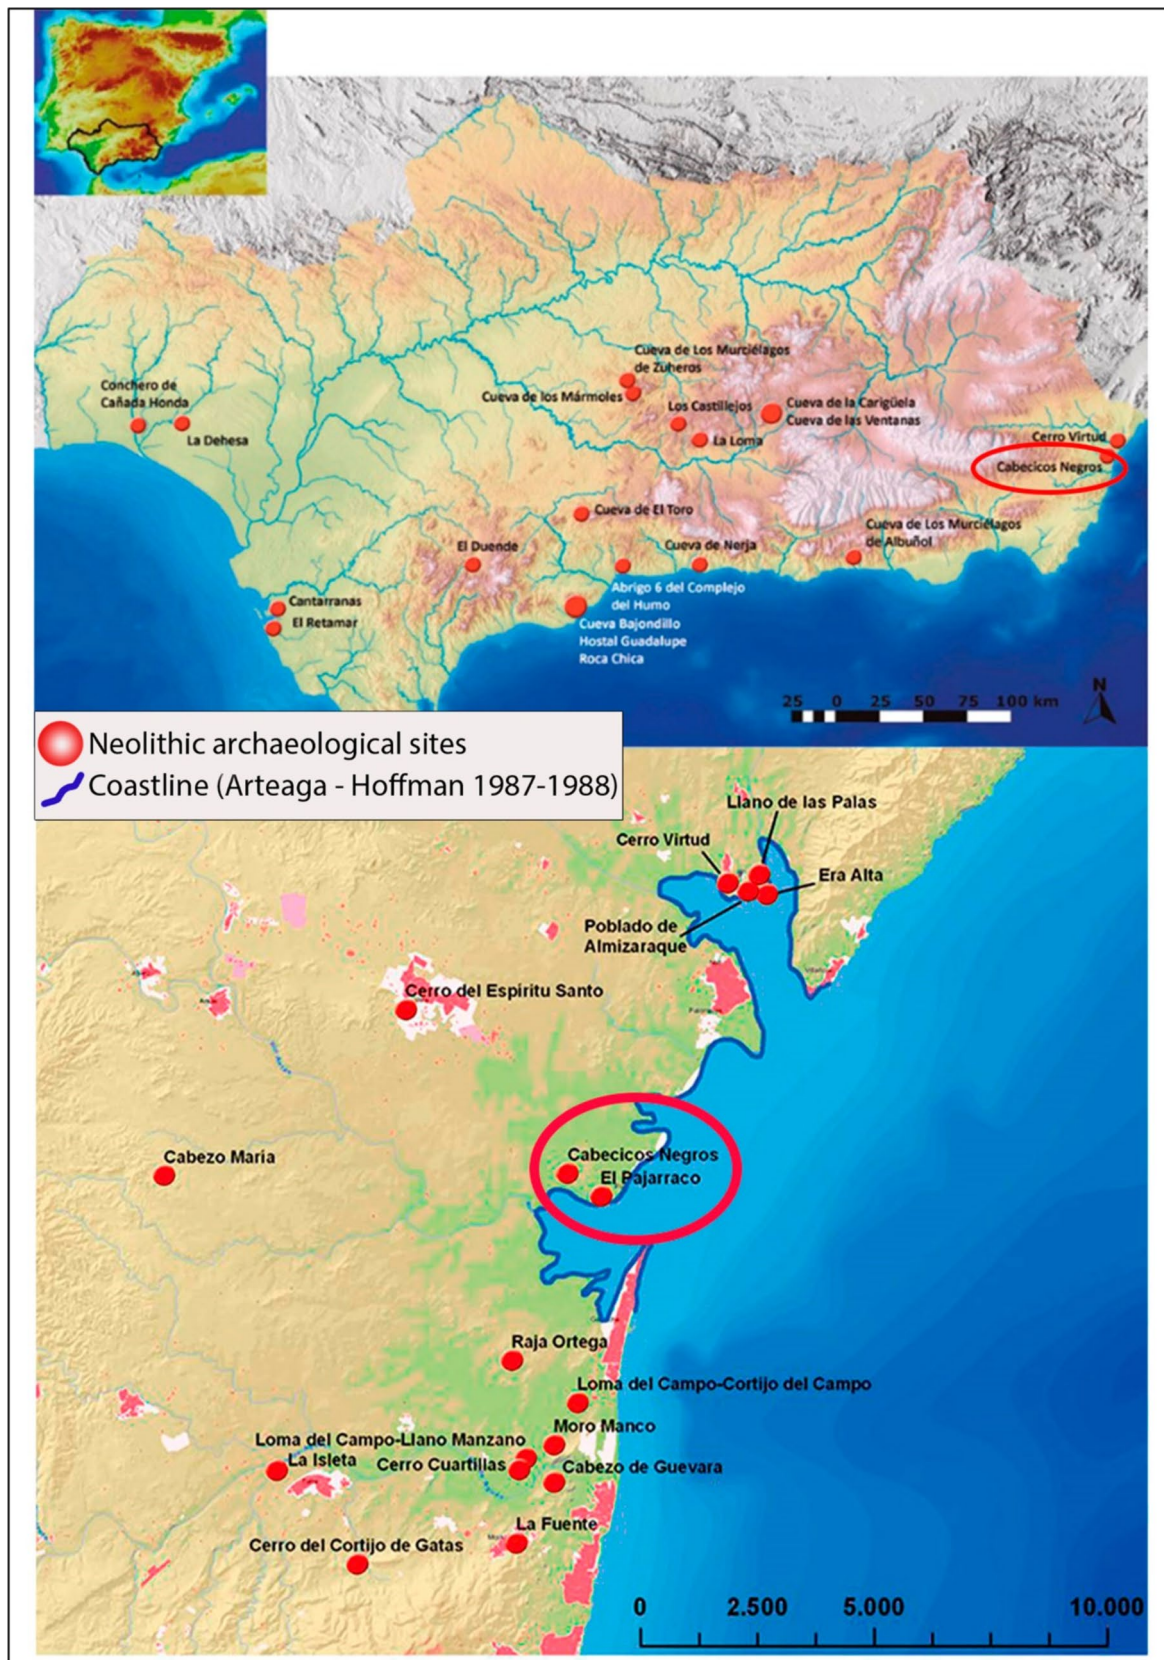 Conchero de
Cañada Honda
La Dehesa
Cueva de Los Murciélagos
de Zuheros
Cueva de los Mármoles
Los Castillejos
La Loma
Cueva de la Carigüela
Cueva de las Ventanas
Cerro Virtud
Cabecicos Negros
Cueva de El Toro
El Duende
Cueva de Nerja
Cueva de Los Murciélagos
de Albuñol
Abrigo 6 del Complejo
del Humo
Cueva Bajondillo
Hostal Guadalupe
Roca Chica
Cantarranas
El Retamar
25 0 25 50 75 100 km
N
Neolithic archaeological sites
Coastline (Arteaga - Hoffman 1987-1988)
Llano de las Palas
Cerro Virtud
Era Alta
Poblado de
Almizaraque
Cerro del Espiritu Santo
Cabezo Maria
Cabecicos Negros
El Pajarraco
Raja Ortega
Loma del Campo-Cortijo del Campo
Moro Manco
Loma del Campo-Llano Manzano
La Isleta
Cerro Cuartillas
Cabezo de Guevara
La Fuente
Cerro del Cortijo de Gatas
0 2.500 5.000 10.000